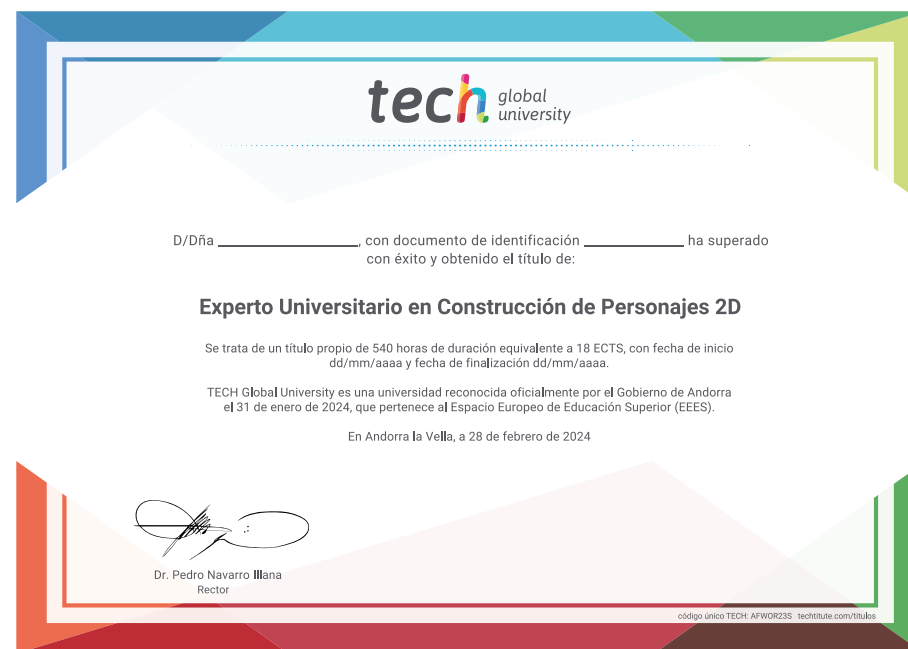 tech global university
D/Dña ____________________, con documento de identificación ______________ ha superado
con éxito y obtenido el título de:
Experto Universitario en Construcción de Personajes 2D
Se trata de un título propio de 540 horas de duración equivalente a 18 ECTS, con fecha de inicio
dd/mm/aaaa y fecha de finalización dd/mm/aaaa.
TECH Global University es una universidad reconocida oficialmente por el Gobierno de Andorra
el 31 de enero de 2024, que pertenece al Espacio Europeo de Educación Superior (EEES).
En Andorra la Vella, a 28 de febrero de 2024
Dr. Pedro Navarro Illana
Rector
código único TECH: AFWOR23S techtitute.com/titulos